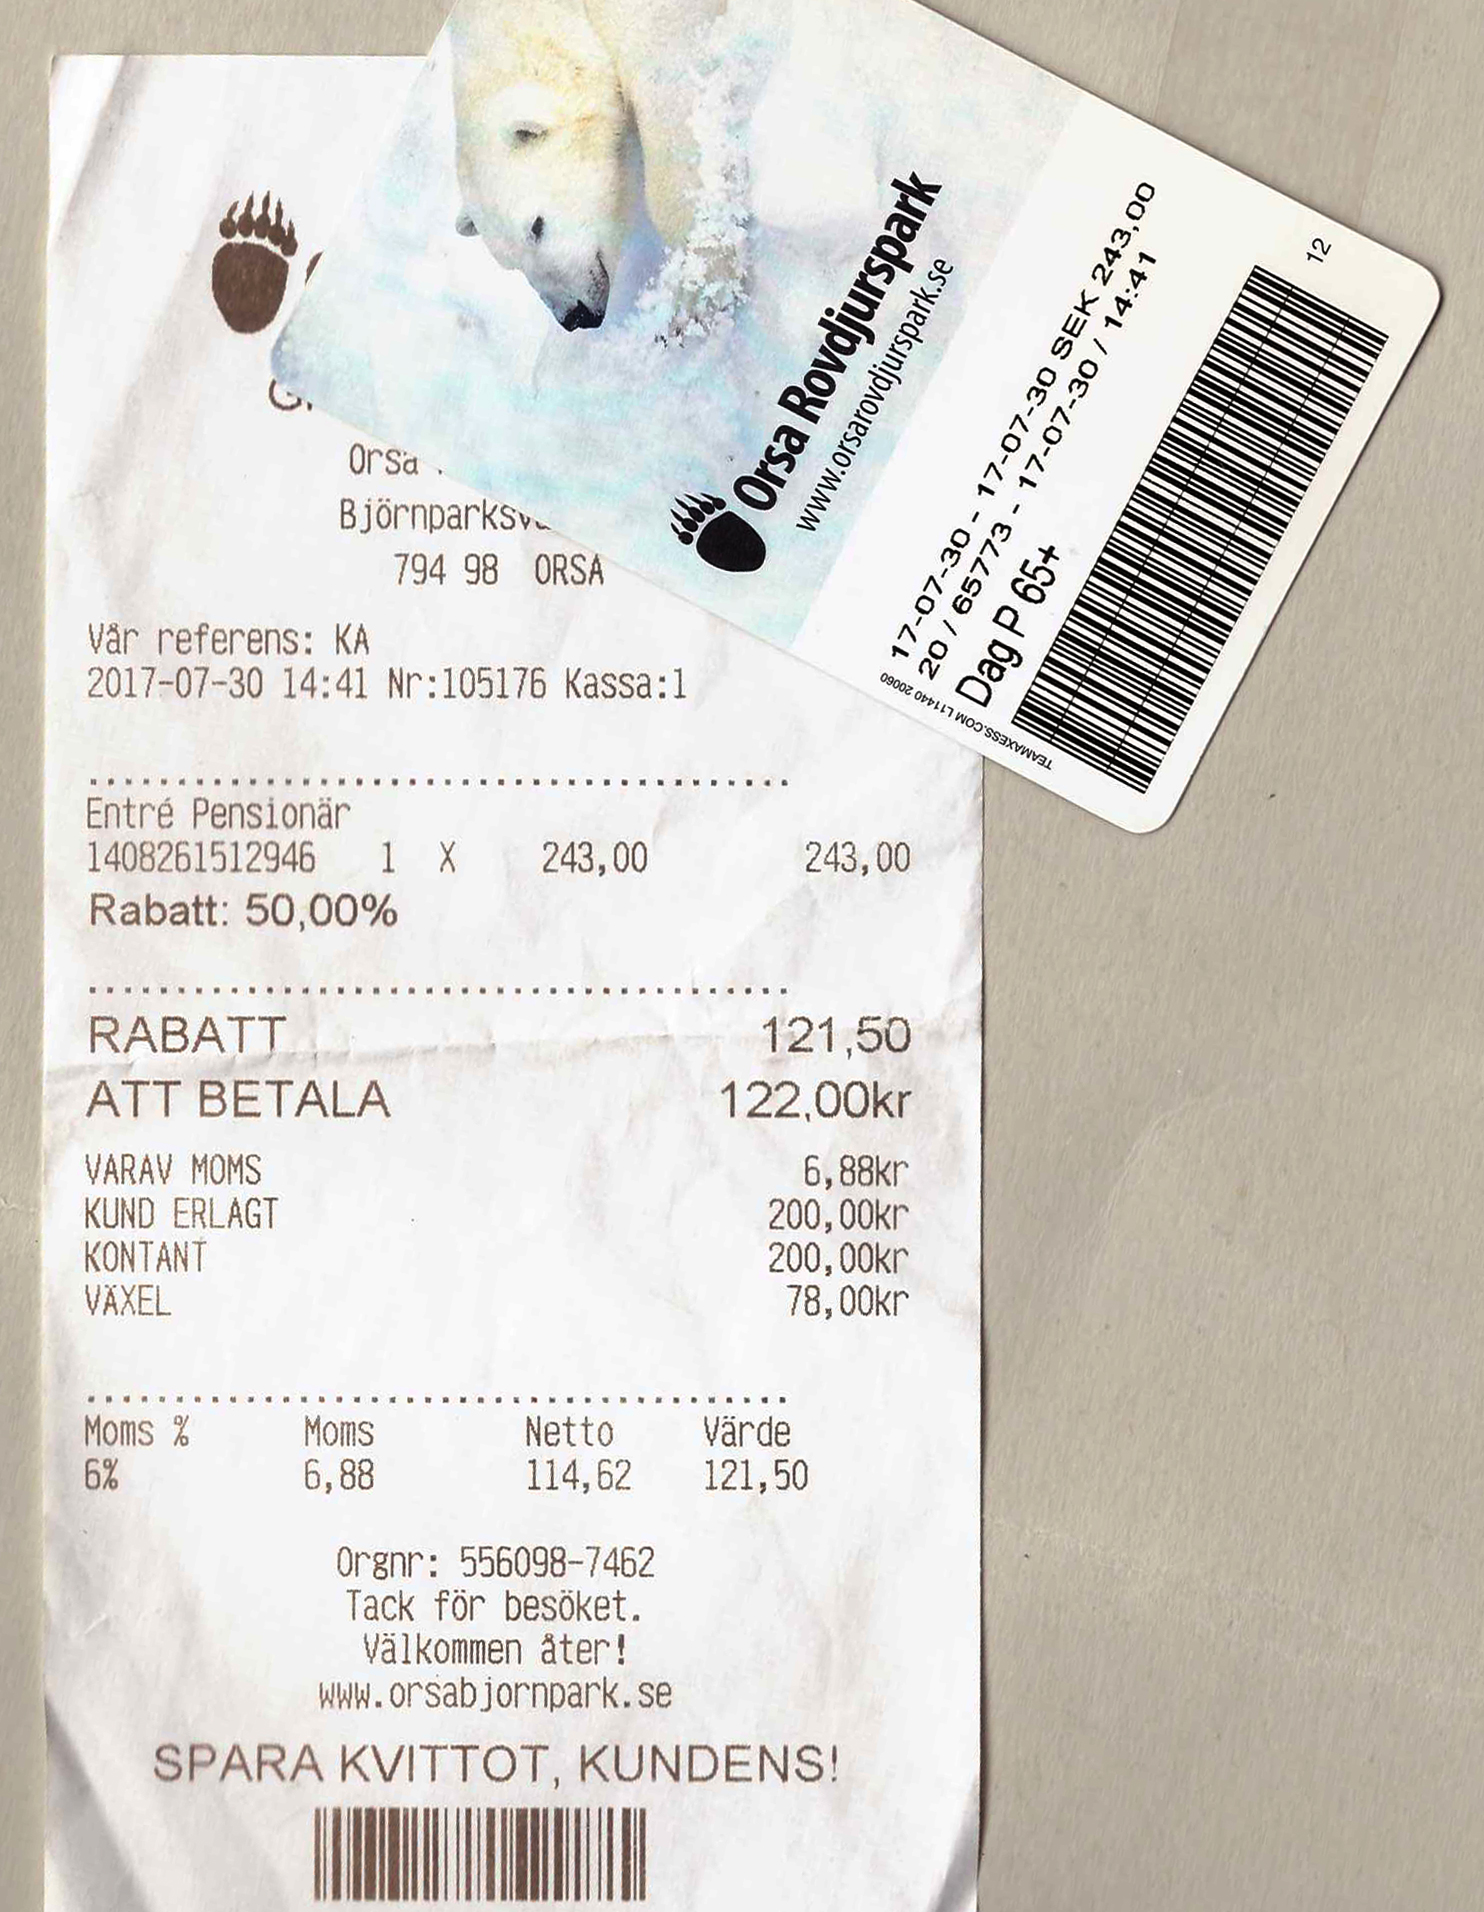 Orsa Rovdjurspark
www.orsarovdjurspark.se
17-07-30 - 17-07-30 SEK 243,00
20 / 65773 - 17-07-30 / 14:41
Dag P 65+
12
TEAMAXESS.COM L11440 20060
Orsa
794 98 ORSA
Vår referens: KA
2017-07-30 14:41 Nr:105176 Kassa:1
Entré Pensionär
1408261512946 1 X 243,00 243,00
Rabatt: 50,00%
RABATT 121,50
ATT BETALA 122,00kr
VARAV MOMS 6,88kr
KUND ERLAGT 200,00kr
KONTANT 200,00kr
VÄXEL 78,00kr
Moms % Moms Netto Värde
6% 6,88 114,62 121,50
Orgnr: 556098-7462
Tack för besöket.
Välkommen åter!
www.orsabjornpark.se
SPARA KVITTOT, KUNDENS!